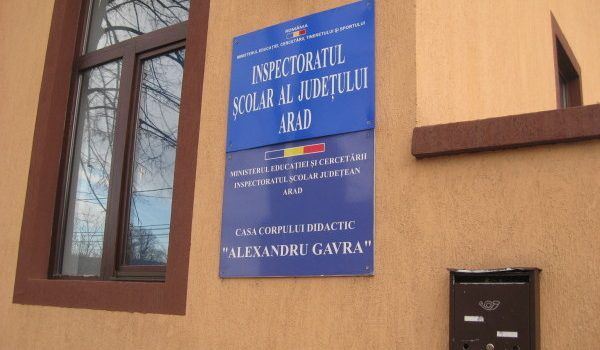 ROMÂNIA
MINISTERUL EDUCAȚIEI, CERCETĂRII, TINERETULUI ȘI SPORTULUI
INSPECTORATUL
ȘCOLAR AL JUDEȚULUI
ARAD
MINISTERUL EDUCAȚIEI ȘI CERCETĂRII
INSPECTORATUL ȘCOLAR JUDEȚEAN
ARAD
CASA CORPULUI DIDACTIC
"ALEXANDRU GAVRA"